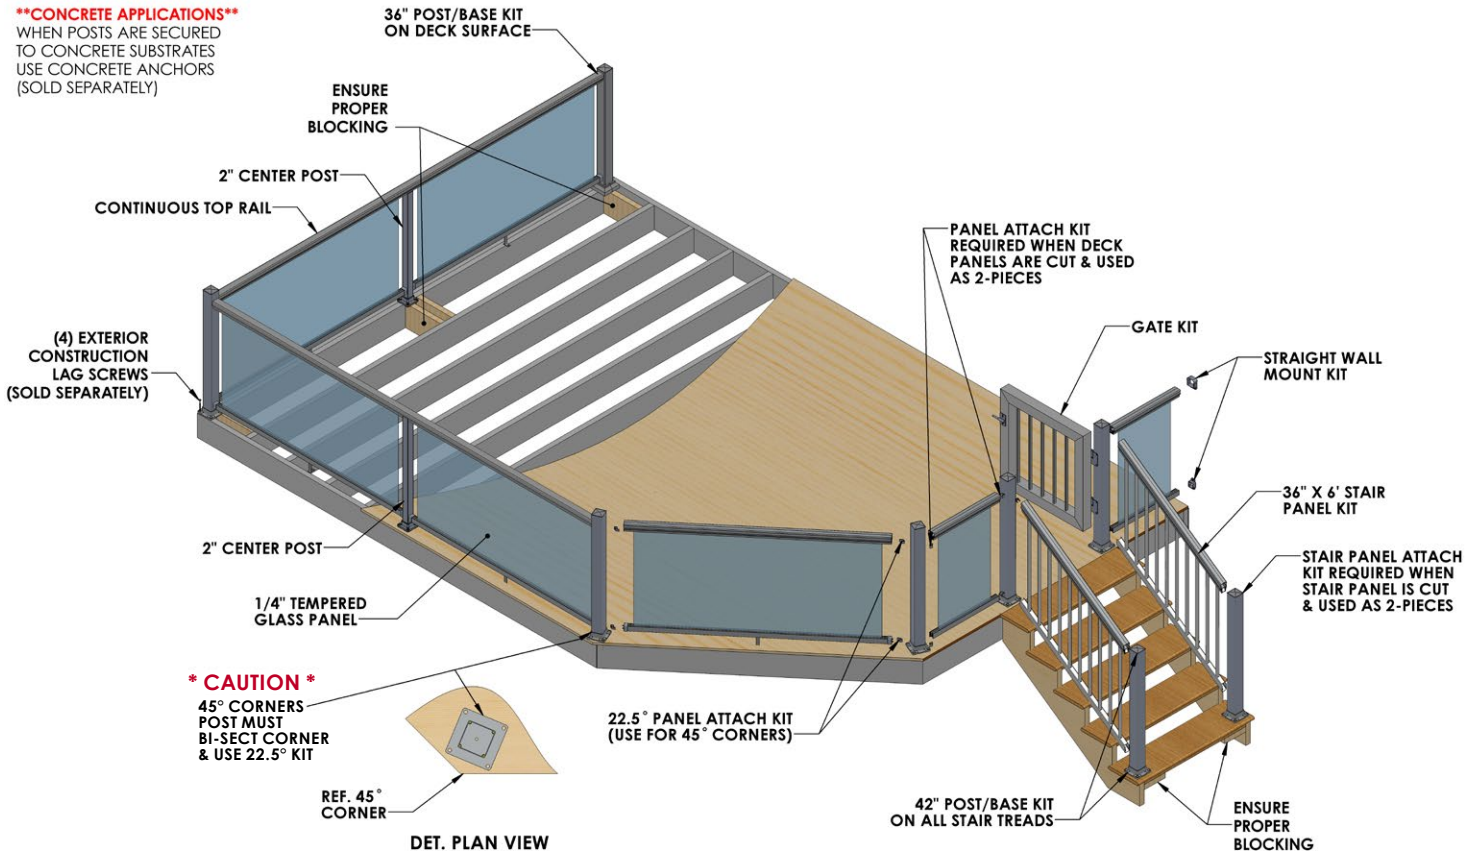 **CONCRETE APPLICATIONS**
WHEN POSTS ARE SECURED
TO CONCRETE SUBSTRATES
USE CONCRETE ANCHORS
(SOLD SEPARATELY)
36" POST/BASE KIT
ON DECK SURFACE
ENSURE
PROPER
BLOCKING
2" CENTER POST
CONTINUOUS TOP RAIL
PANEL ATTACH KIT
REQUIRED WHEN DECK
PANELS ARE CUT & USED
AS 2-PIECES
GATE KIT
STRAIGHT WALL
MOUNT KIT
(4) EXTERIOR
CONSTRUCTION
LAG SCREWS
(SOLD SEPARATELY)
36" X 6' STAIR
PANEL KIT
2" CENTER POST
STAIR PANEL ATTACH
KIT REQUIRED WHEN
STAIR PANEL IS CUT
& USED AS 2-PIECES
1/4" TEMPERED
GLASS PANEL
* CAUTION *
45° CORNERS
POST MUST
BI-SECT CORNER
& USE 22.5° KIT
22.5° PANEL ATTACH KIT
(USE FOR 45° CORNERS)
REF. 45°
CORNER
42" POST/BASE KIT
ON ALL STAIR TREADS
ENSURE
PROPER
BLOCKING
DET. PLAN VIEW